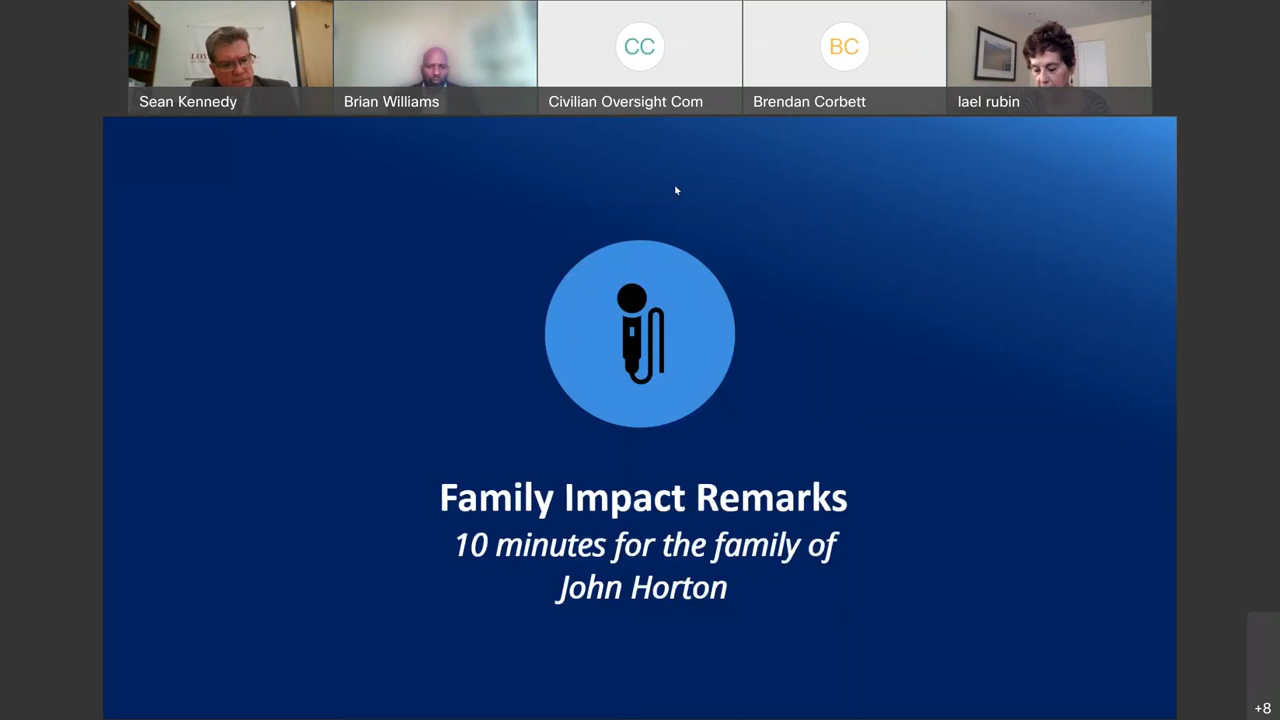 LOY
Sean Kennedy
Brian Williams
CC
Civilian Oversight Com
BC
Brendan Corbett
lael rubin
Family Impact Remarks
10 minutes for the family of
John Horton
+8